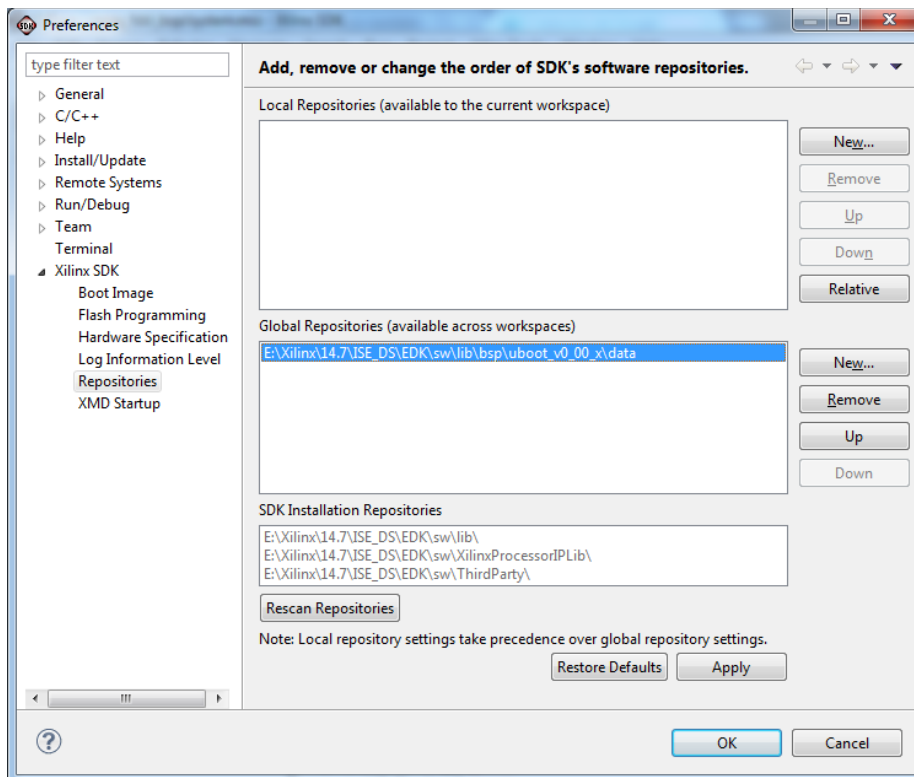 SDK Preferences
type filter text
General
C/C++
Help
Install/Update
Remote Systems
Run/Debug
Team
Terminal
Xilinx SDK
Boot Image
Flash Programming
Hardware Specification
Log Information Level
Repositories
XMD Startup
Add, remove or change the order of SDK's software repositories.
Local Repositories (available to the current workspace)
New...
Remove
Up
Down
Relative
Global Repositories (available across workspaces)
E:\Xilinx\14.7\ISE_DS\EDK\sw\lib\bsp\uboot_v0_00_x\data
New...
Remove
Up
Down
SDK Installation Repositories
E:\Xilinx\14.7\ISE_DS\EDK\sw\lib\
E:\Xilinx\14.7\ISE_DS\EDK\sw\XilinxProcessorIPLib\
E:\Xilinx\14.7\ISE_DS\EDK\sw\ThirdParty\
Rescan Repositories
Note: Local repository settings take precedence over global repository settings.
Restore Defaults
Apply
?
OK
Cancel